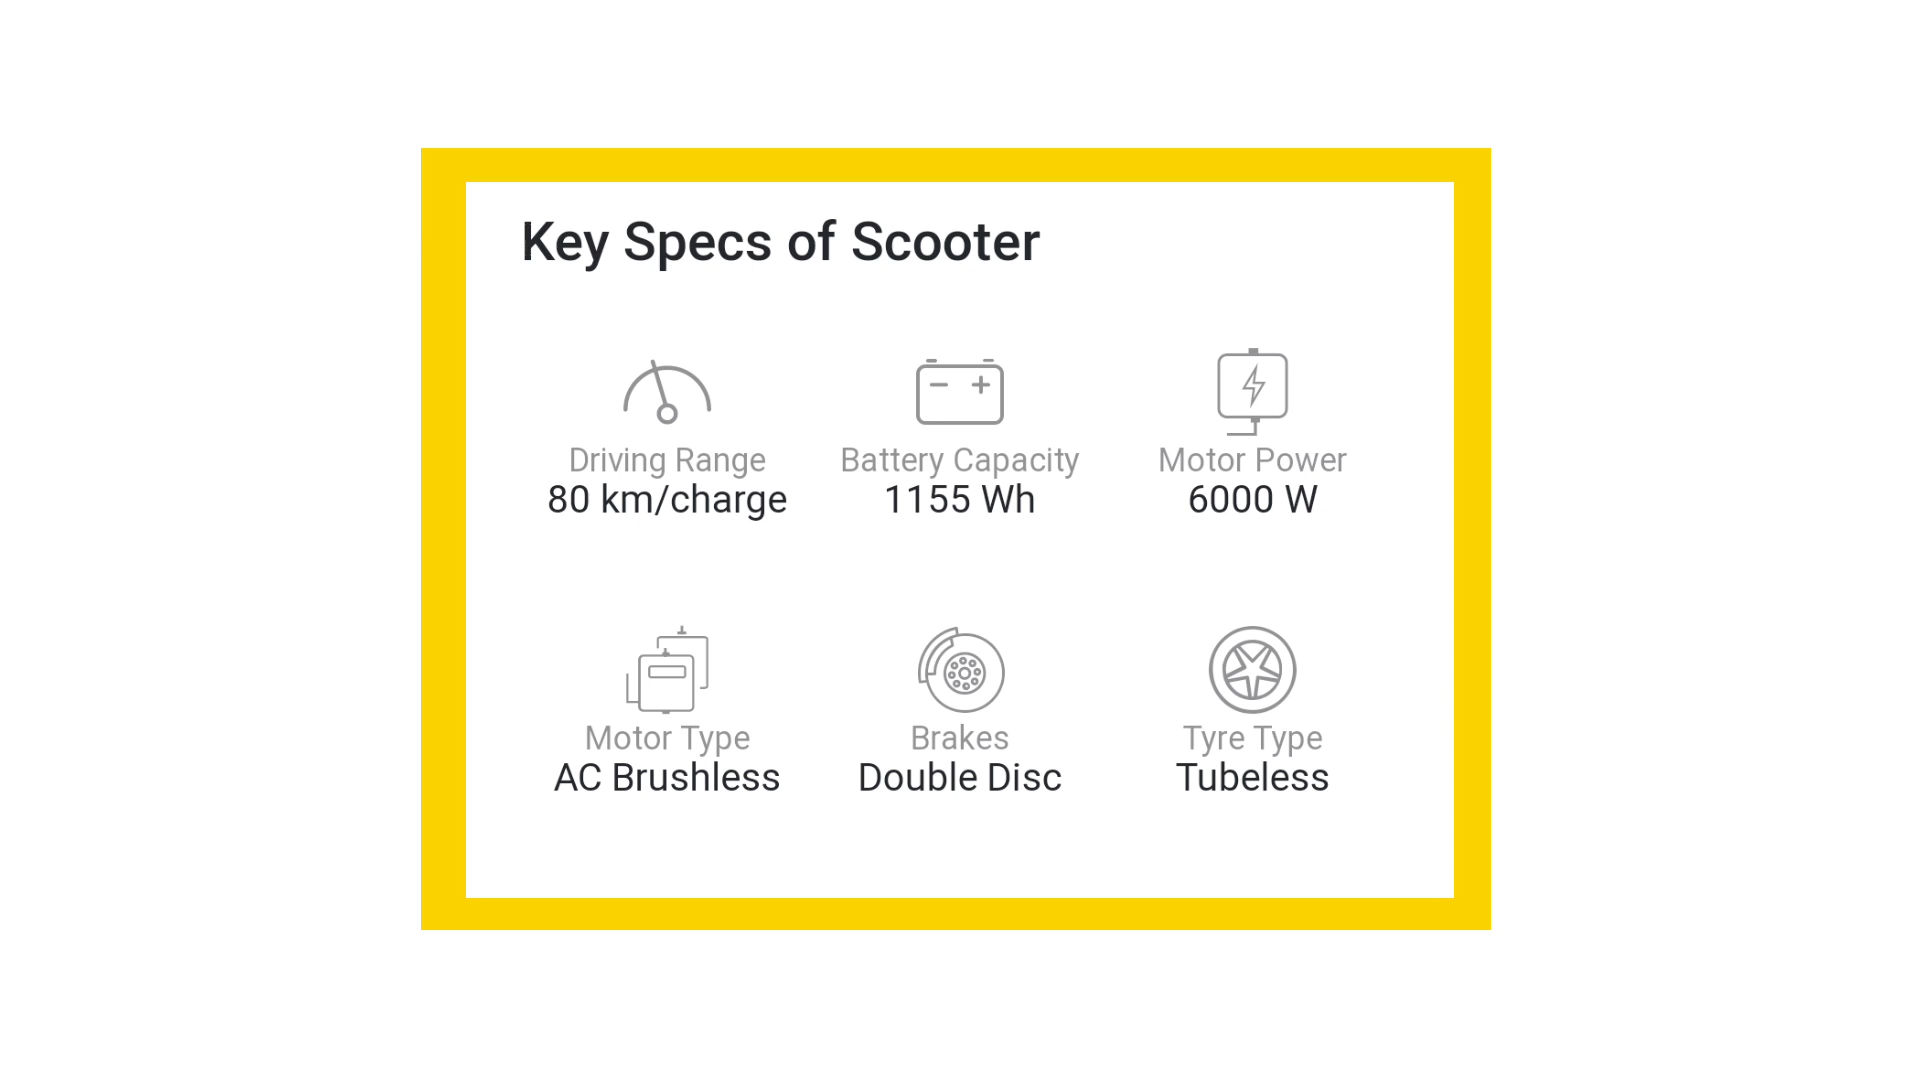 Key Specs of Scooter
Driving Range
80 km/charge
Battery Capacity
1155 Wh
Motor Power
6000 W
Motor Type
AC Brushless
Brakes
Double Disc
Tyre Type
Tubeless